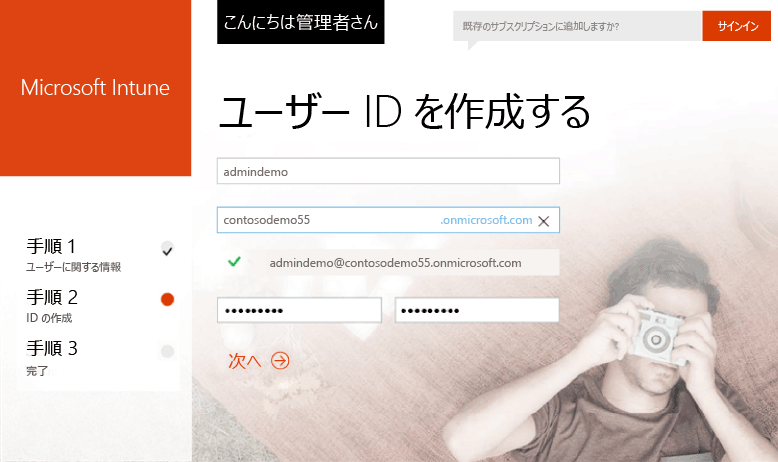 こんにちは管理者さん
既存のサブスクリプションに追加しますか?
サインイン
Microsoft Intune
ユーザー ID を作成する
admindemo
contosodemo55 .onmicrosoft.com
admindemo@contosodemo55.onmicrosoft.com
•••••••••
•••••••••
次へ
手順 1
ユーザーに関する情報
手順 2
ID の作成
手順 3
完了